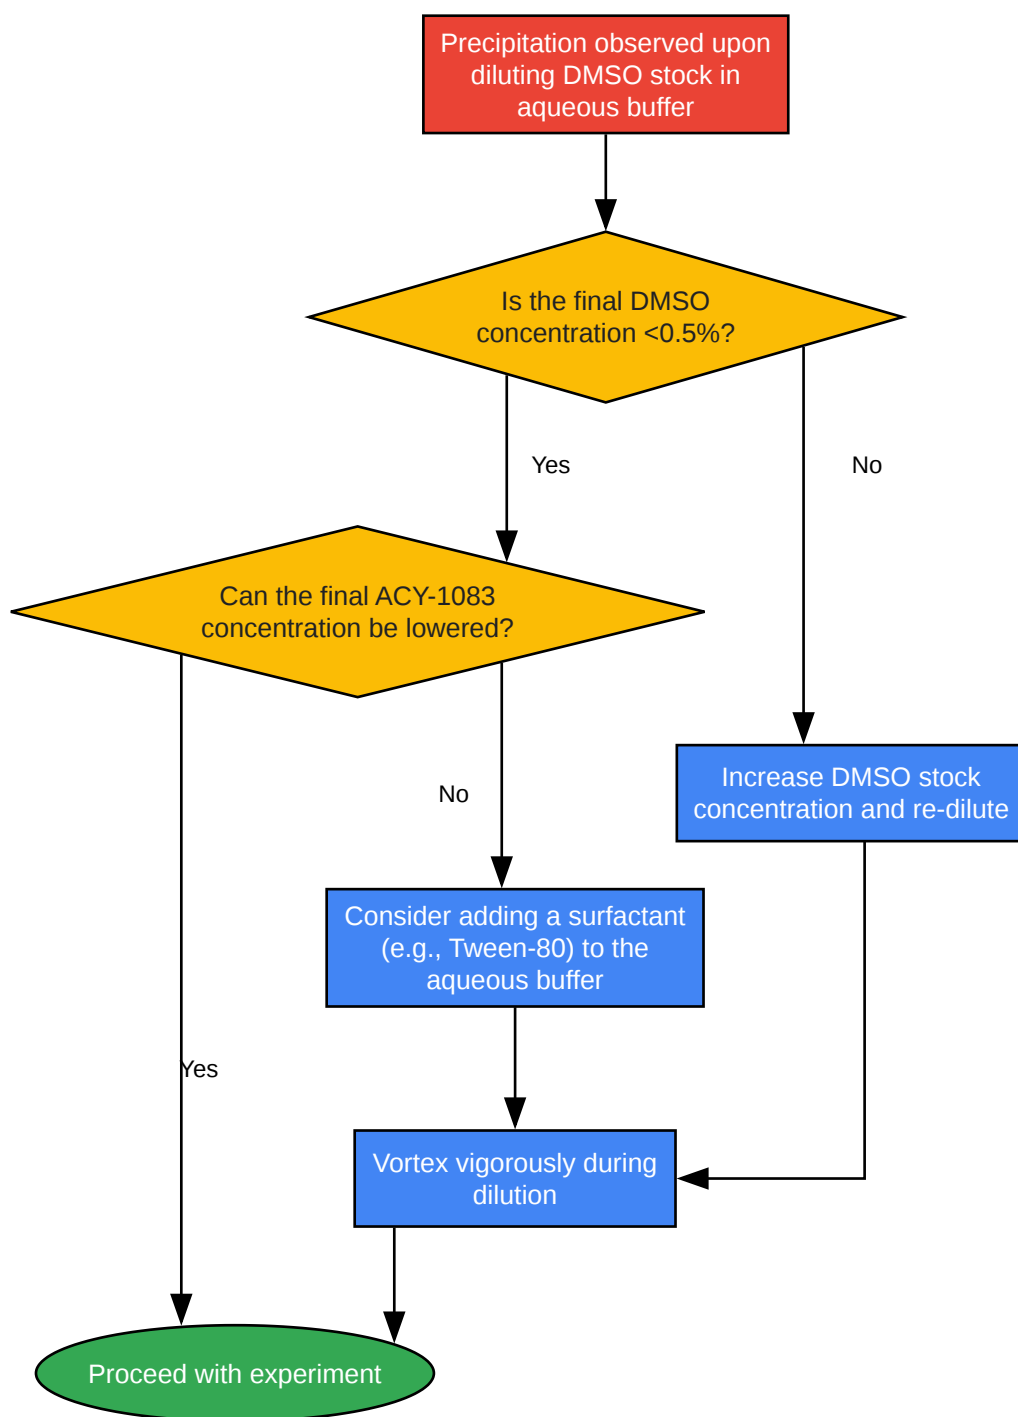 Precipitation observed upon
diluting DMSO stock in
aqueous buffer
Is the final DMSO
concentration <0.5%?
Yes
No
Can the final ACY-1083
concentration be lowered?
Increase DMSO stock
concentration and re-dilute
No
Consider adding a surfactant
(e.g., Tween-80) to the
aqueous buffer
Yes
Vortex vigorously during
dilution
Proceed with experiment